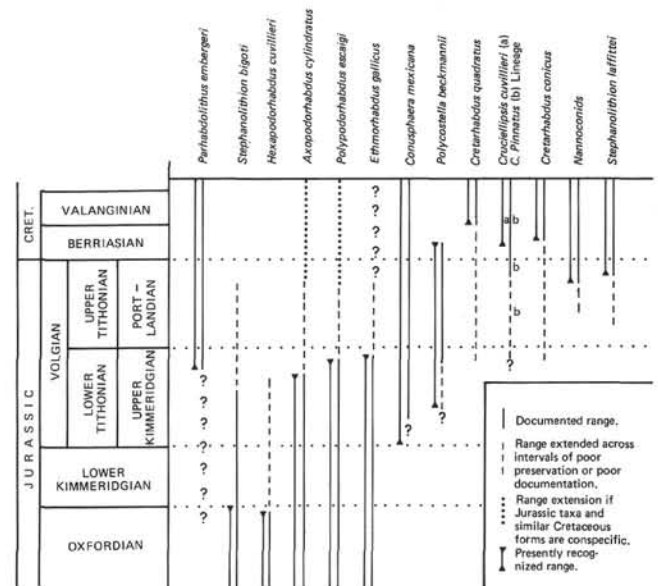 Parhabdolithus embergeri
Stephanolithion bigoti
Hexapodorhabdus cuvillieri
Axopodorhabdus cylindratus
Polypodorhabdus escaigi
Ethmorhabdus gallicus
Conusphaera mexicana
Polycostella beckmannii
Cretarhabdus quadratus
Cruciellipsis cuvillieri (a)
C. Pinnatus (b) Lineage
Cretarhabdus conicus
Nannoconids
Stephanolithion laffittei
CRET.
VALANGINIAN
BERRIASIAN
JURASSIC
VOLGIAN
UPPER
TITHONIAN
PORT–
LANDIAN
LOWER
TITHONIAN
UPPER
KIMMERIDGIAN
LOWER
KIMMERIDGIAN
OXFORDIAN
?
?
?
?
?
?
?
?
?
?
?
?
?
?
a b
b
b
Documented range.
Range extended across
intervals of poor
preservation or poor
documentation.
Range extension if
Jurassic taxa and
similar Cretaceous
forms are conspecific.
Presently recog-
nized range.